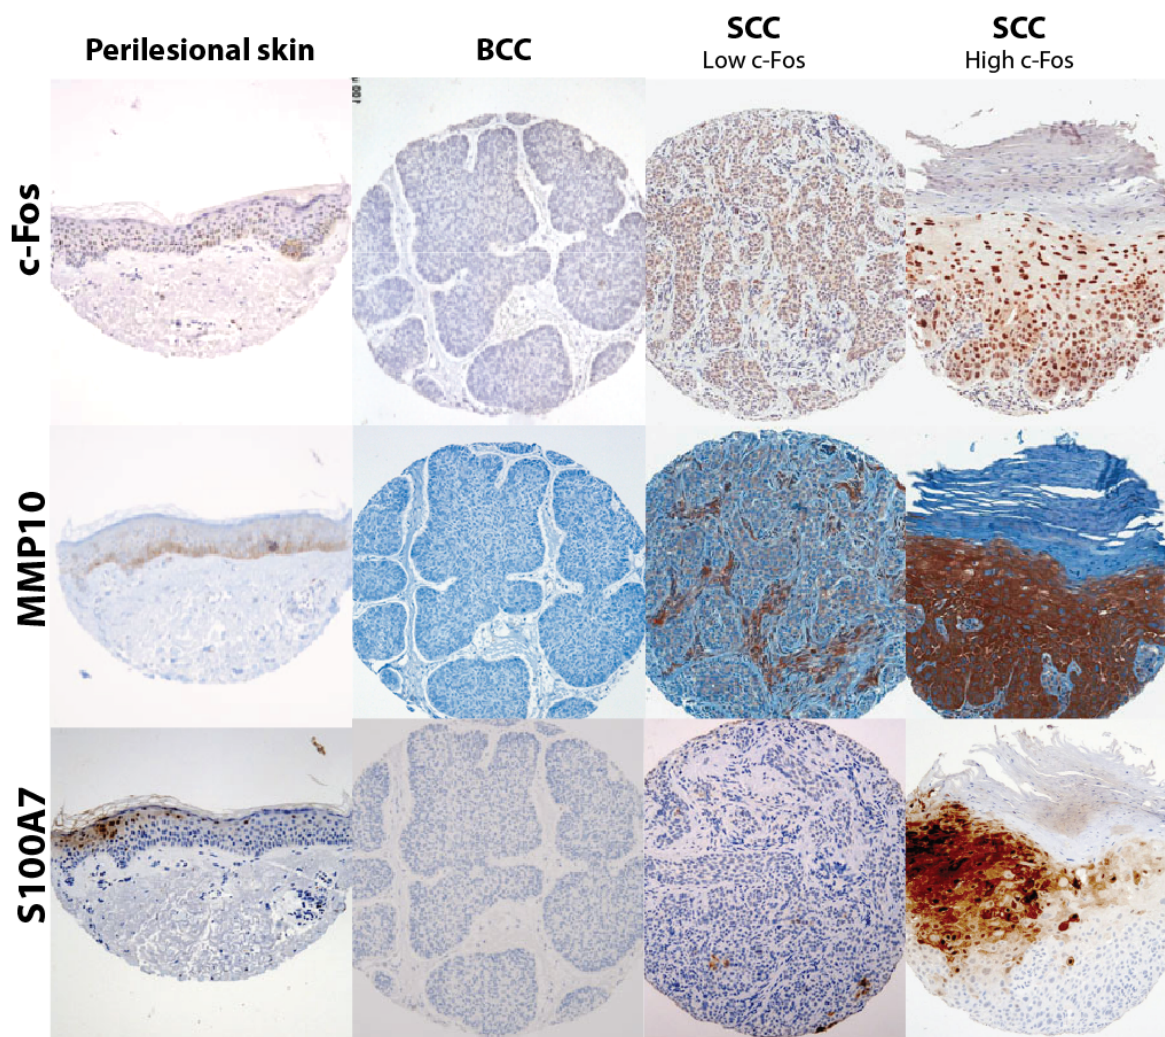 Perilesional skin
BCC
SCC
Low c-Fos
SCC
High c-Fos
c-Fos
MMP10
S100A7